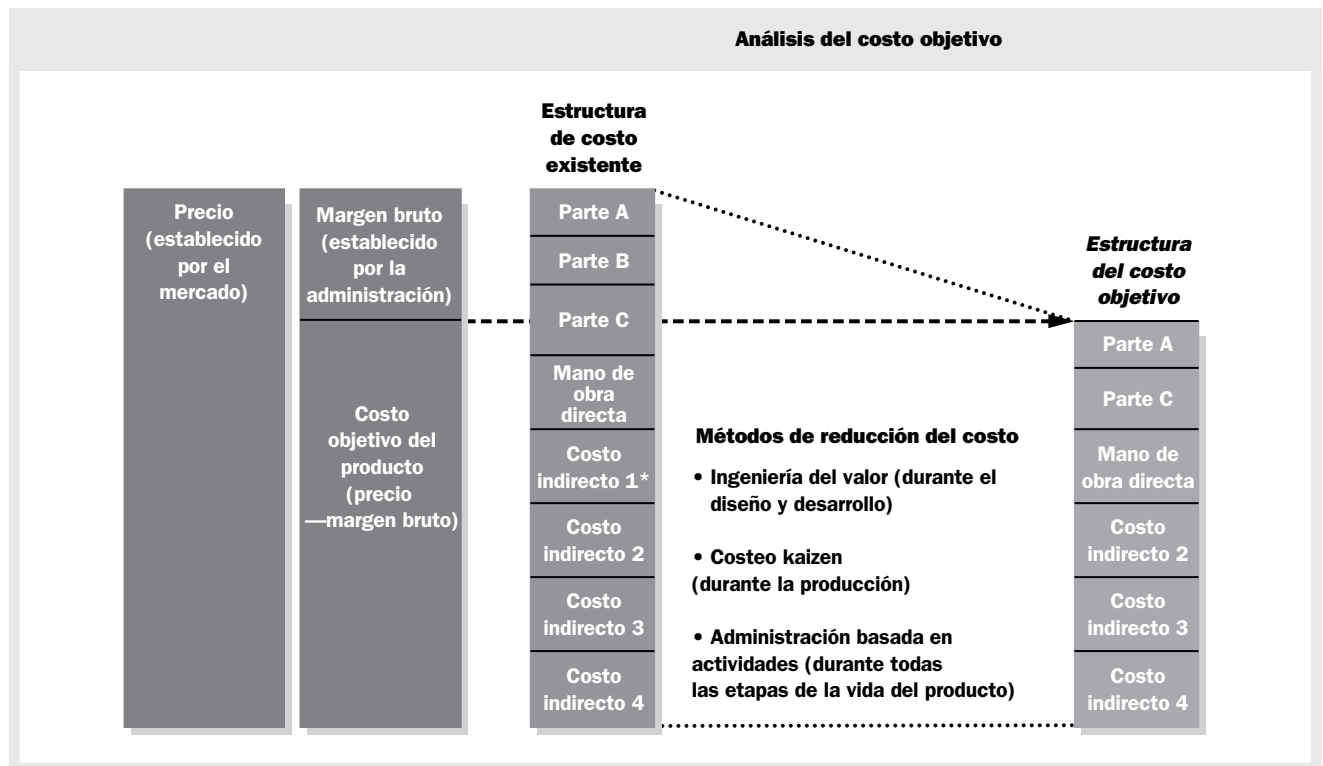 Análisis del costo objetivo
Estructura
de costo
existente
Precio
(establecido
por el
mercado)
Margen bruto
(establecido
por la
administración)
Costo
objetivo del
producto
(precio
—margen bruto)
Parte A
Parte B
Parte C
Mano de
obra
directa
Costo
indirecto 1*
Costo
indirecto 2
Costo
indirecto 3
Costo
indirecto 4
Métodos de reducción del costo
• Ingeniería del valor (durante el
diseño y desarrollo)
• Costeo kaizen
(durante la producción)
• Administración basada en
actividades (durante todas
las etapas de la vida del producto)
Estructura
del costo
objetivo
Parte A
Parte C
Mano de
obra directa
Costo
indirecto 2
Costo
indirecto 3
Costo
indirecto 4